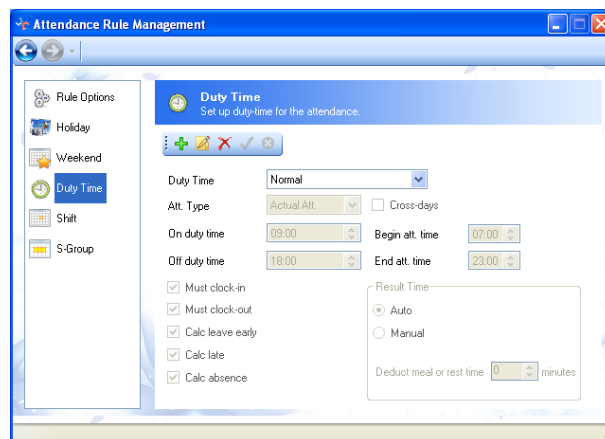 Attendance Rule Management
Rule Options
Holiday
Weekend
Duty Time
Shift
S-Group
Duty Time
Set up duty-time for the attendance.
Duty Time Normal
Att. Type Actual Att. Cross-days
On duty time 09:00 Begin att. time 07:00
Off duty time 18:00 End att. time 23:00
Must clock-in
Must clock-out
Calc leave early
Calc late
Calc absence
Result Time
Auto
Manual
Deduct meal or rest time 0 minutes